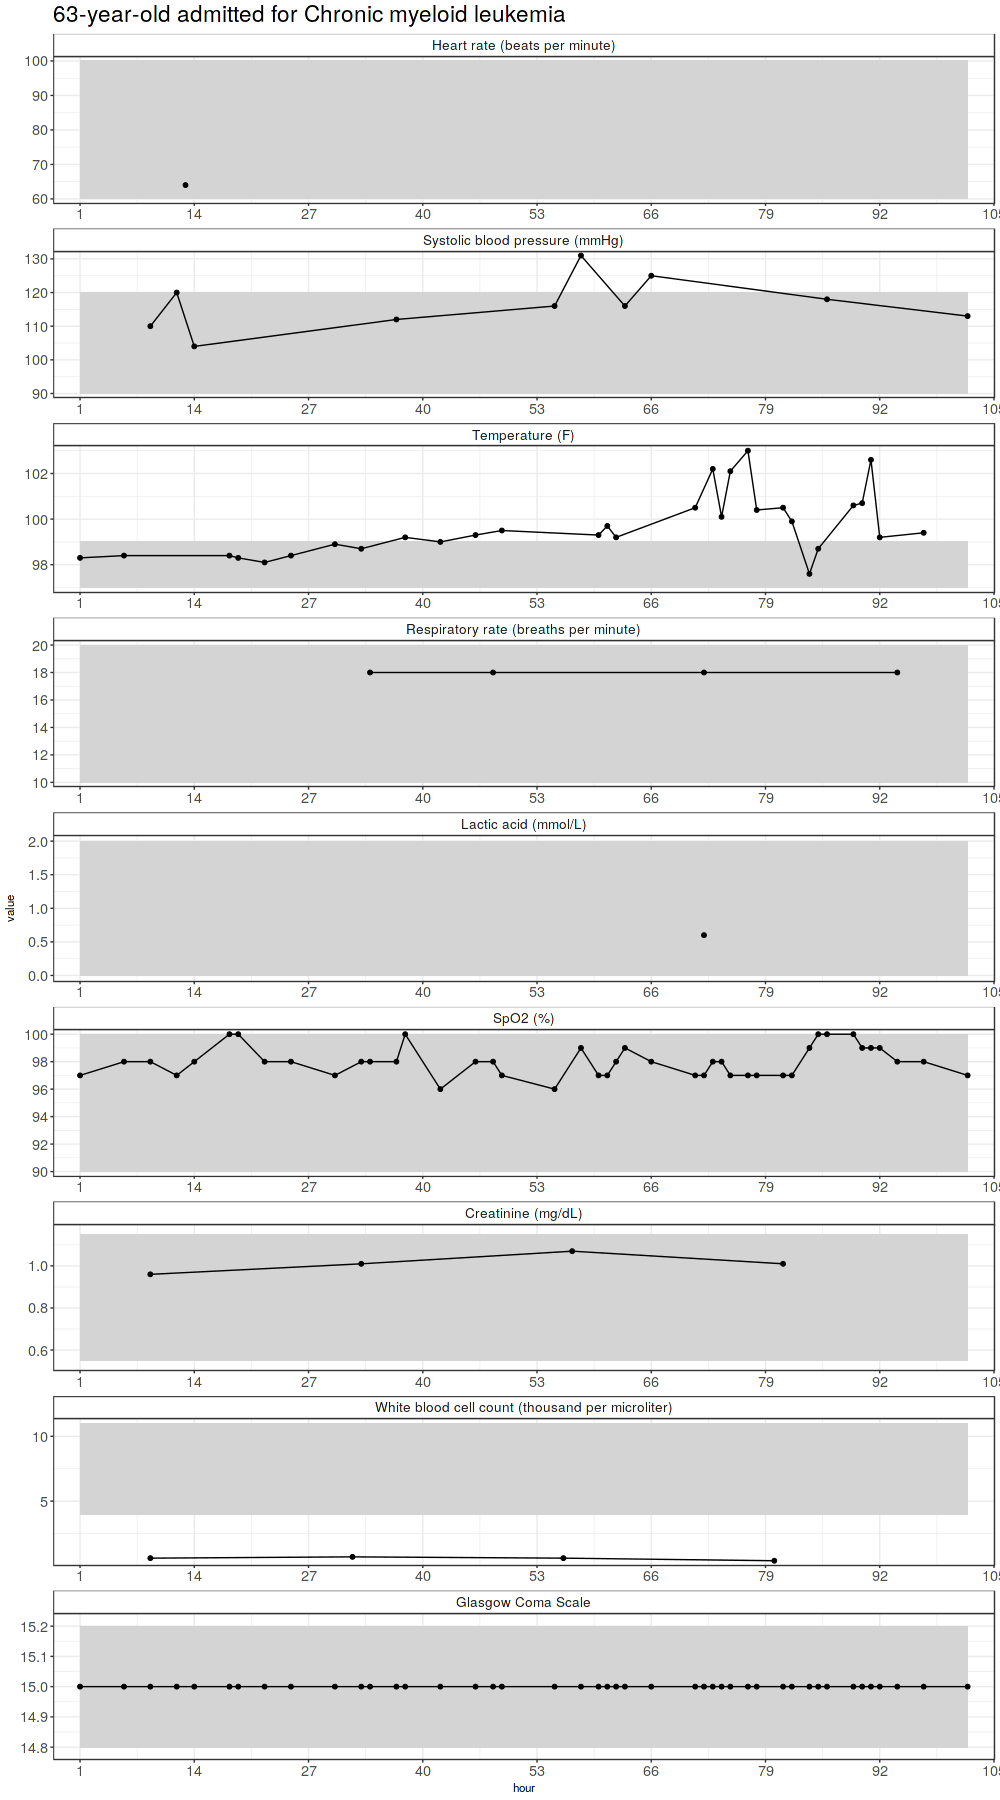 63-year-old admitted for Chronic myeloid leukemia
Heart rate (beats per minute)
100
90
80
70
60
1 14 27 40 53 66 79 92 105
Systolic blood pressure (mmHg)
130
120
110
100
90
1 14 27 40 53 66 79 92 105
Temperature (F)
102
100
98
1 14 27 40 53 66 79 92 105
Respiratory rate (breaths per minute)
20
18
16
14
12
10
1 14 27 40 53 66 79 92 105
Lactic acid (mmol/L)
2.0
1.5
1.0
0.5
0.0
value
1 14 27 40 53 66 79 92 105
SpO2 (%)
100
98
96
94
92
90
1 14 27 40 53 66 79 92 105
Creatinine (mg/dL)
1.0
0.8
0.6
1 14 27 40 53 66 79 92 105
White blood cell count (thousand per microliter)
10
5
1 14 27 40 53 66 79 92 105
Glasgow Coma Scale
15.2
15.1
15.0
14.9
14.8
1 14 27 40 53 66 79 92 105
hour